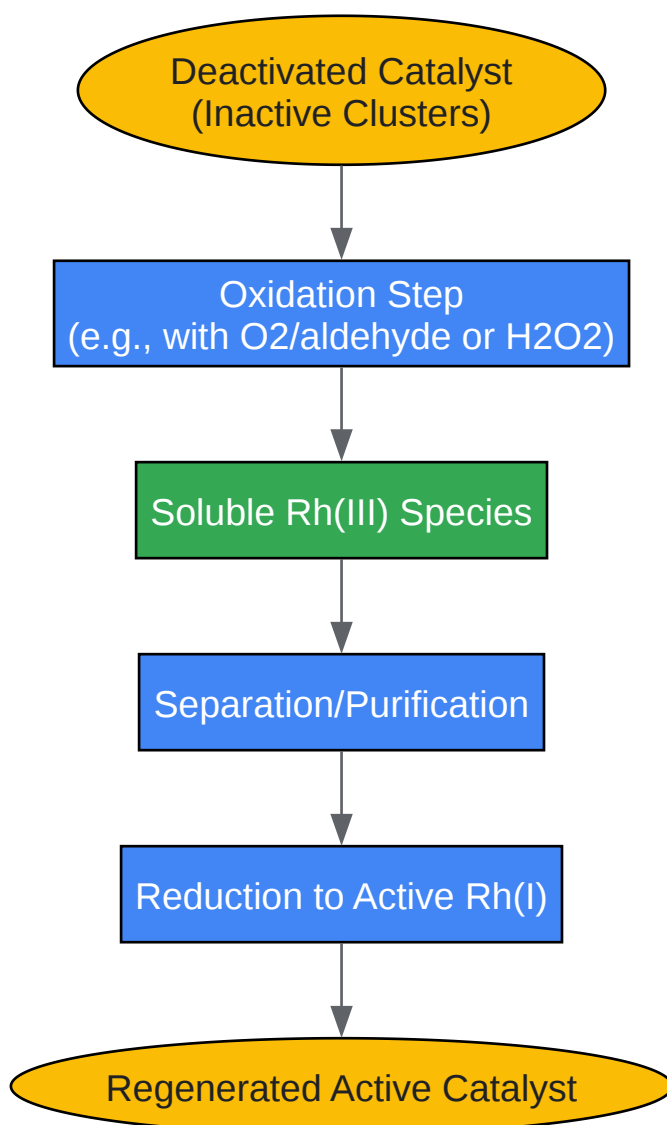 Deactivated Catalyst
(Inactive Clusters)
Oxidation Step
(e.g., with O2/aldehyde or H2O2)
Soluble Rh(III) Species
Separation/Purification
Reduction to Active Rh(I)
Regenerated Active Catalyst